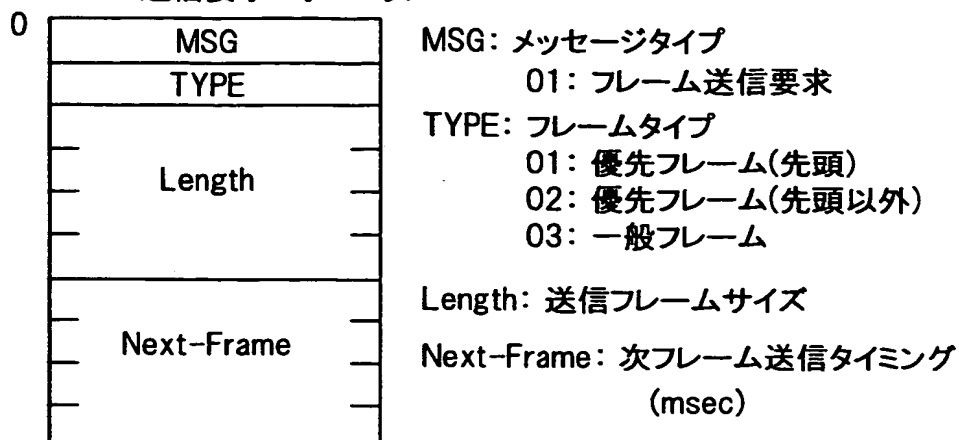 0
MSG
TYPE
Length
Next-Frame
MSG: メッセージタイプ
01: フレーム送信要求
TYPE: フレームタイプ
01: 優先フレーム(先頭)
02: 優先フレーム(先頭以外)
03: 一般フレーム
Length: 送信フレームサイズ
Next-Frame: 次フレーム送信タイミング
(msec)